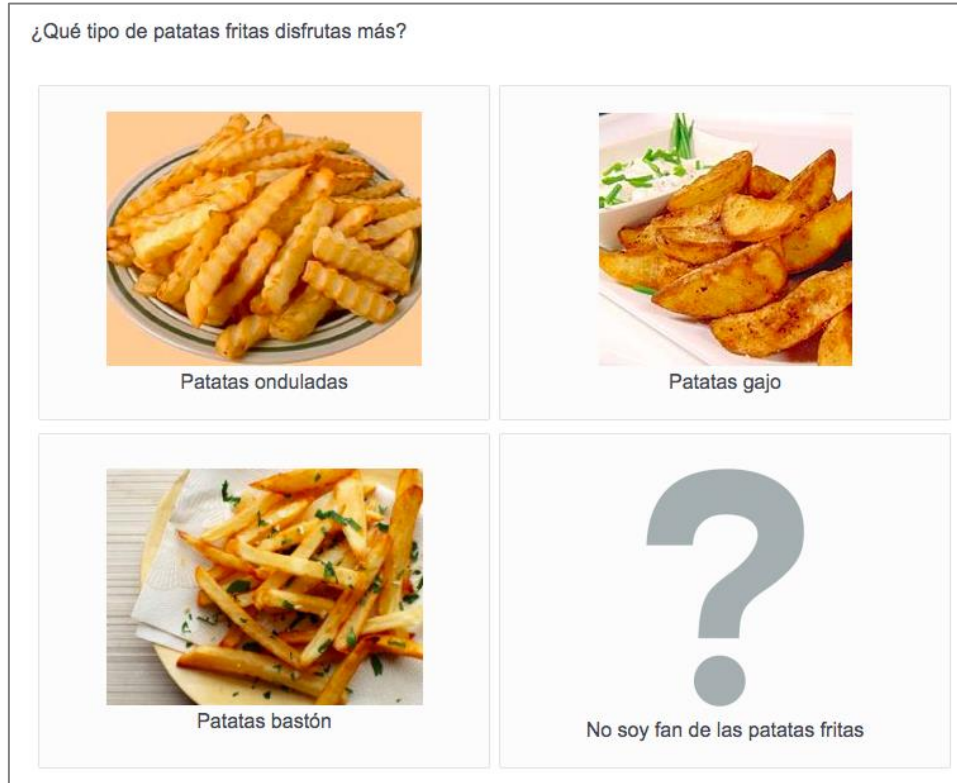 ¿Qué tipo de patatas fritas disfrutas más?
Patatas onduladas
Patatas gajo
Patatas bastón
?
No soy fan de las patatas fritas